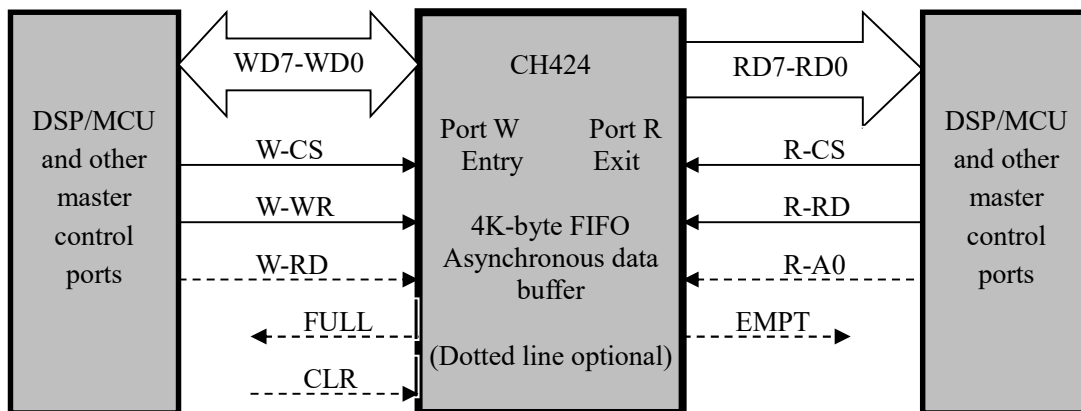 DSP/MCU
and other
master
control
ports
WD7-WD0
W-CS
W-WR
W-RD
FULL
CLR
CH424
Port W Port R
Entry Exit
4K-byte FIFO
Asynchronous data
buffer
(Dotted line optional)
RD7-RD0
R-CS
R-RD
R-A0
EMPT
DSP/MCU
and other
master
control
ports